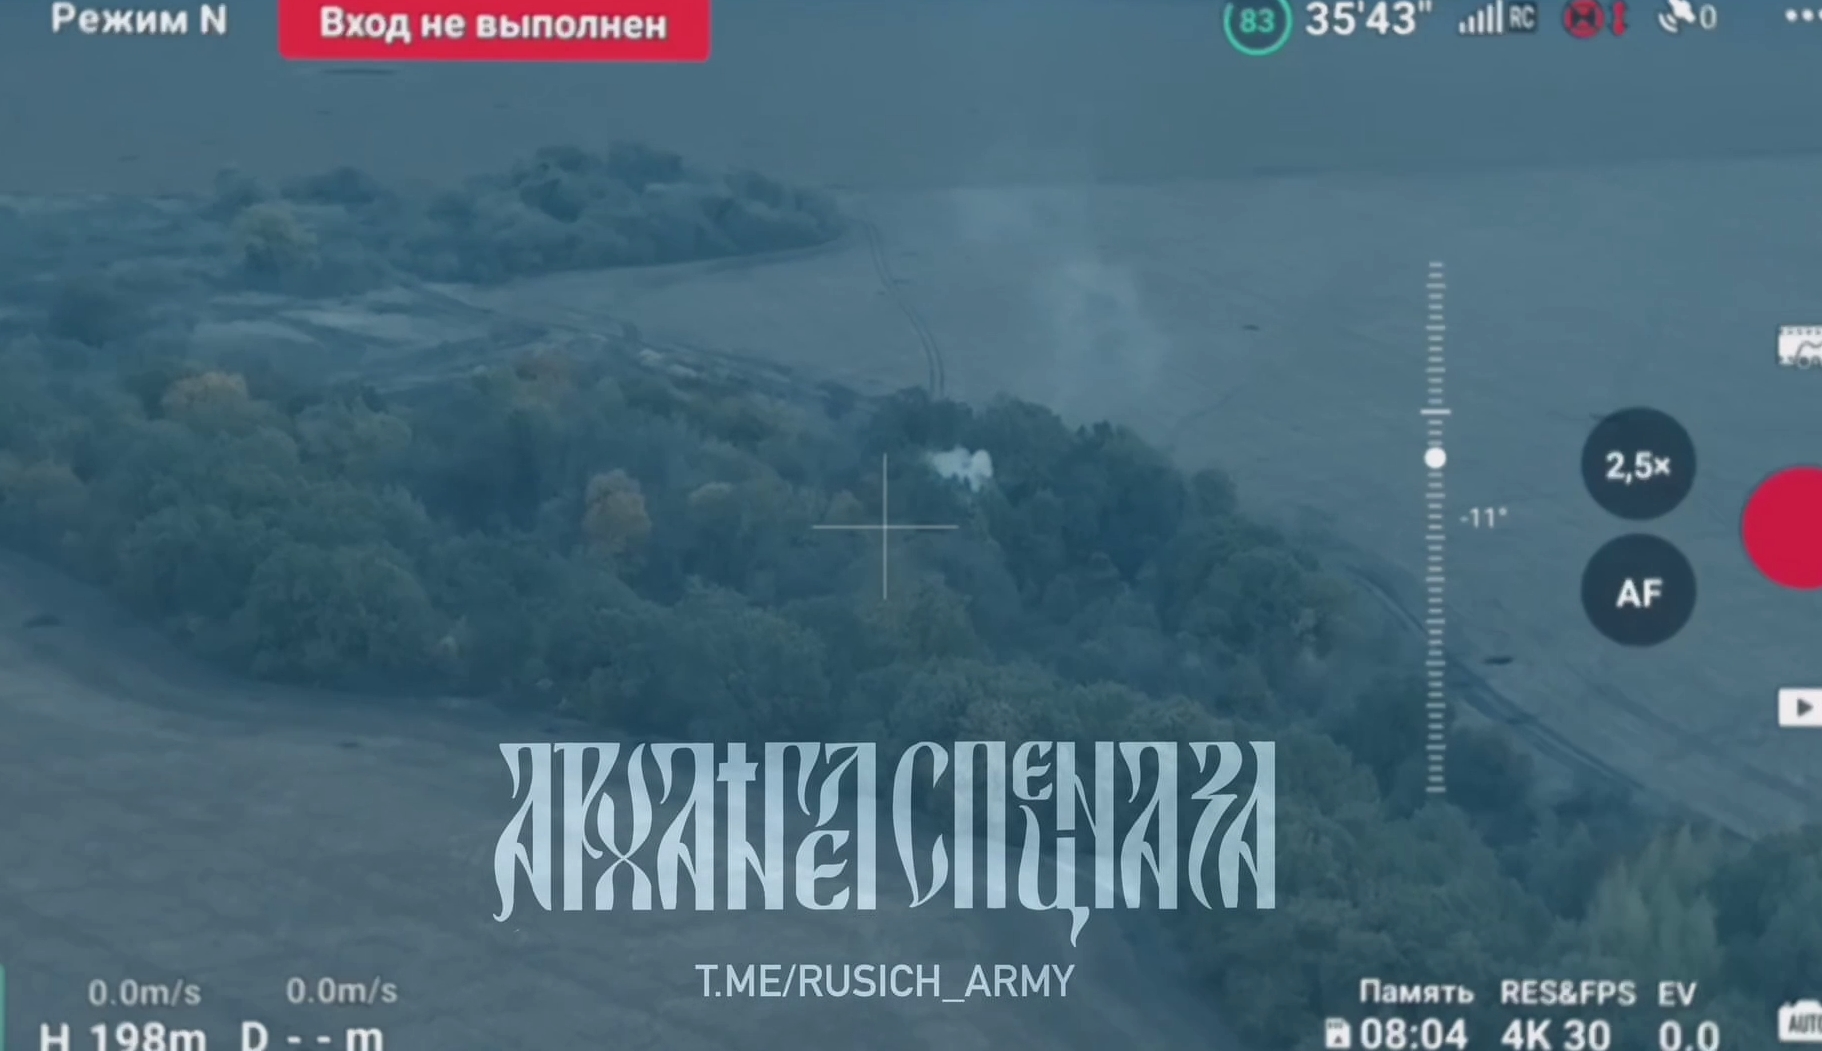 Режим N
Вход не выполнен
83
35'43"
RC
0
-11°
2,5×
AF
АРХАНГЕЛ СПЕЦНАЗА
T.ME/RUSICH_ARMY
0.0m/s 0.0m/s
H 198m D - - m
Память RES&FPS EV
08:04 4K 30 0.0
AUTO